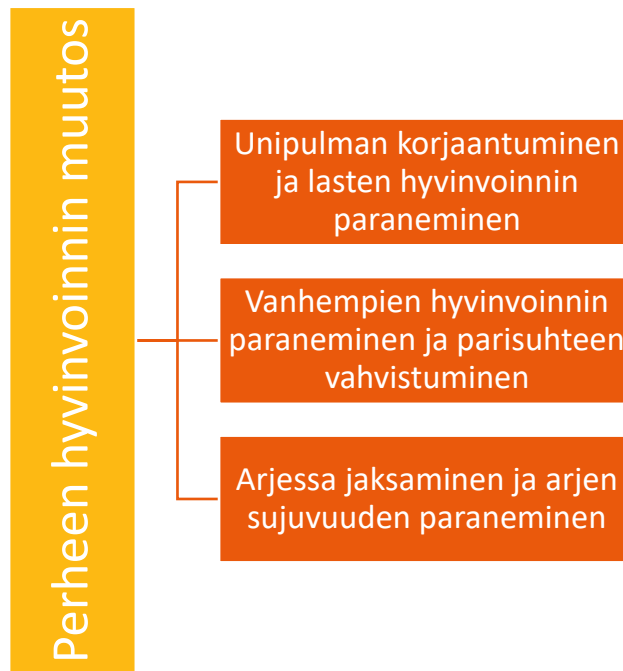 Perheen hyvinvoinnin muutos
Unipulman korjaantuminen
ja lasten hyvinvoinnin
paraneminen
Vanhempien hyvinvoinnin
paraneminen ja parisuhteen
vahvistuminen
Arjessa jaksaminen ja arjen
sujuvuuden paraneminen